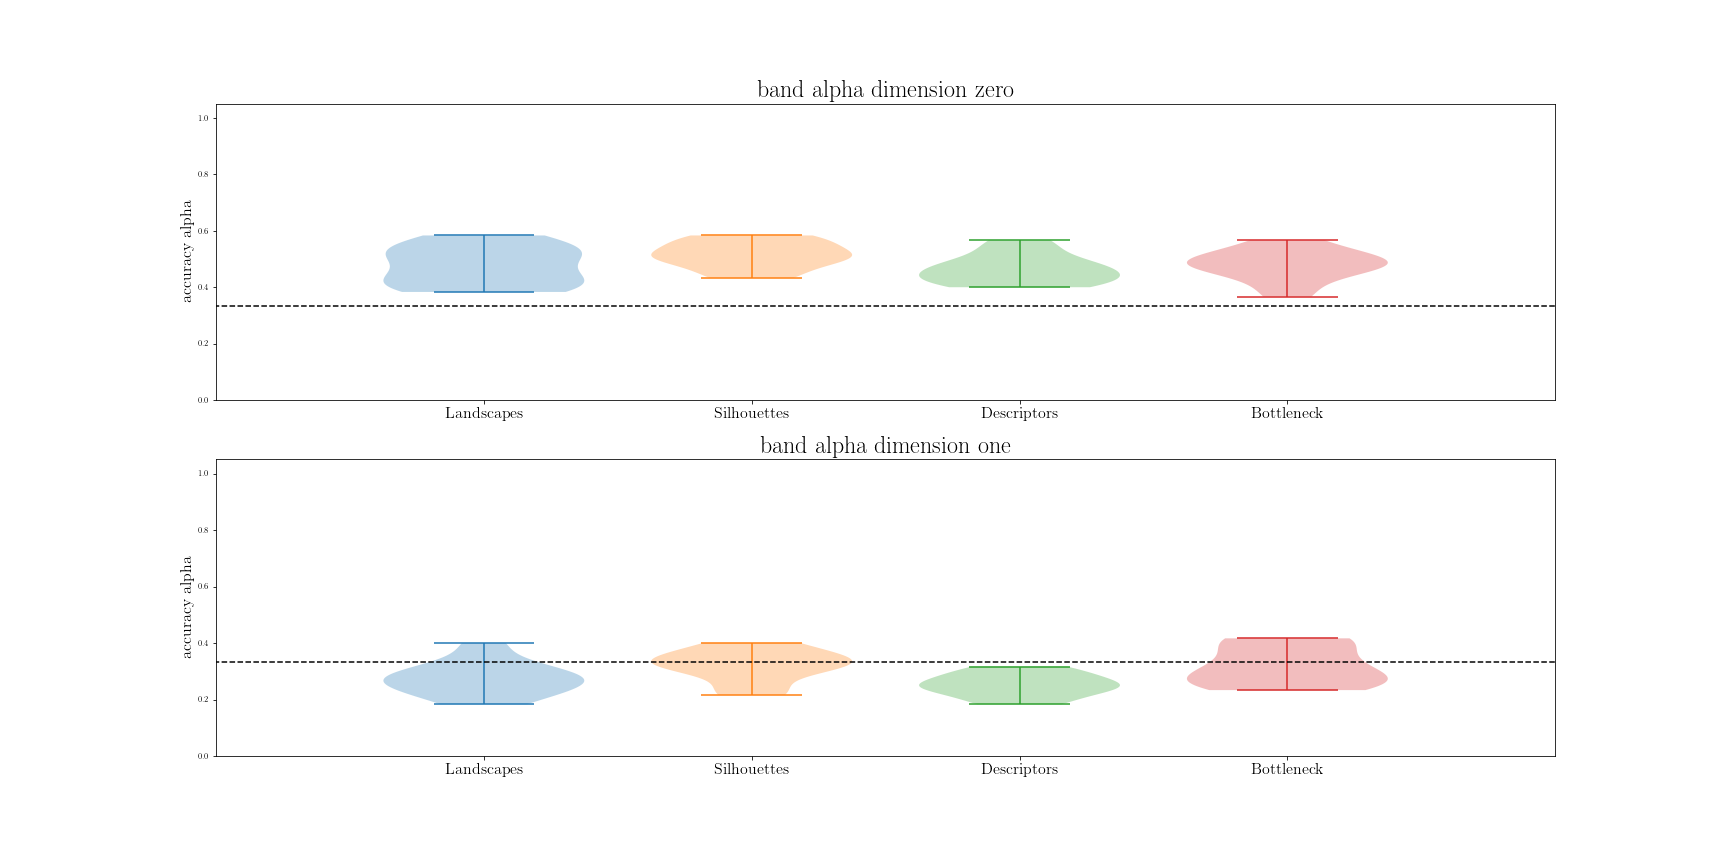 band alpha dimension zero
accuracy alpha
1.0
0.8
0.6
0.4
0.2
0.0
Landscapes Silhouettes Descriptors Bottleneck
band alpha dimension one
accuracy alpha
1.0
0.8
0.6
0.4
0.2
0.0
Landscapes Silhouettes Descriptors Bottleneck